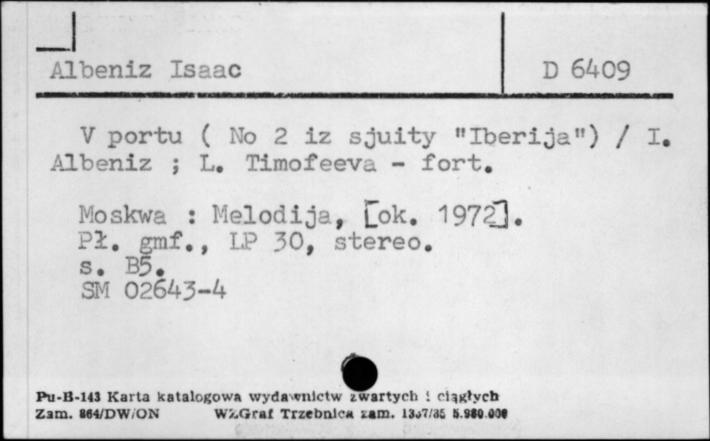 Albeniz Isaac
D 6409
V portu ( No 2 iz sjuity "Iberija") / I.
Albeniz ; L. Timofeeva - fort.
Moskwa : Melodija, [ok. 1972].
Pł. gmf., LP 30, stereo.
s. B5.
SM 02643-4
Pu-B-143 Karta katalogowa wydawnictw zwartych i ciągłych
Zam. 864/DW/ON WZGraf Trzebnica zam.